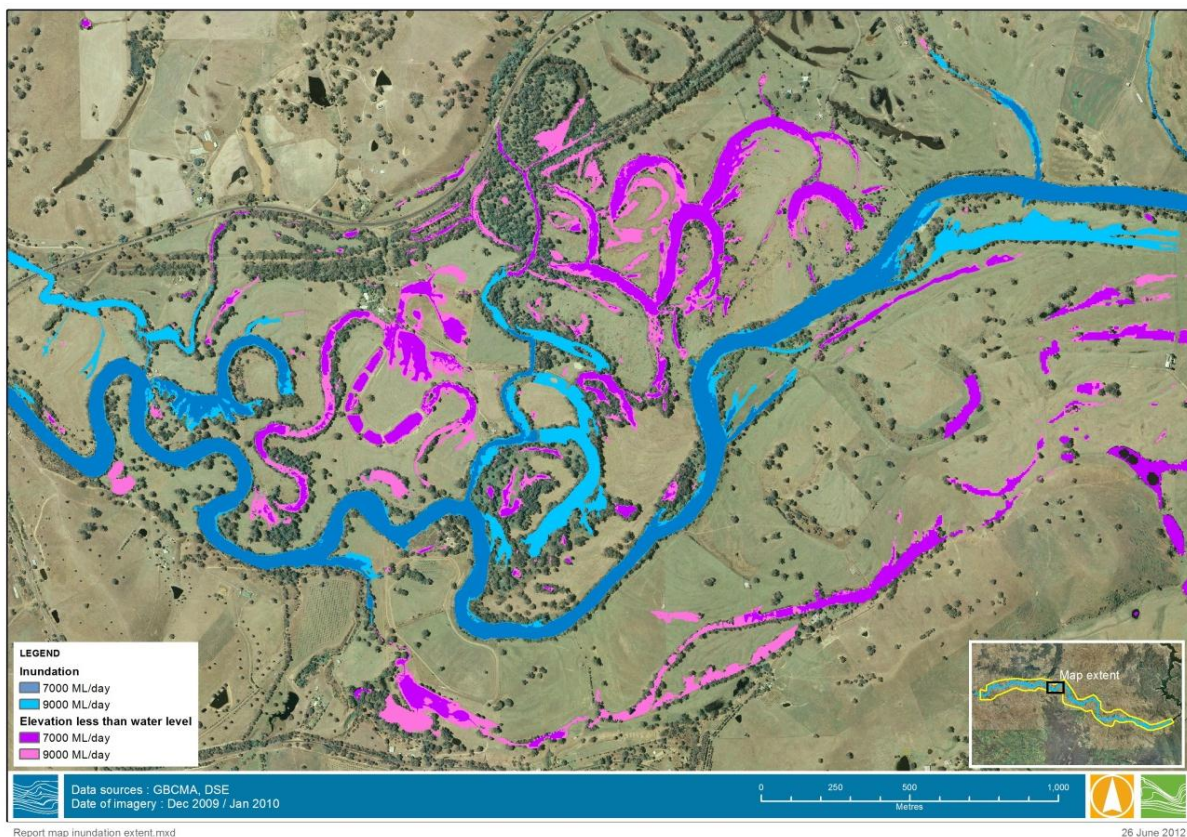 Map extent
LEGEND
Inundation
7000 ML/day
9000 ML/day
Elevation less than water level
7000 ML/day
9000 ML/day
Data sources : GBCMA, DSE
Date of imagery : Dec 2009 / Jan 2010
0 250 500 1,000
Metres
Report map inundation extent.mxd
26 June 2012